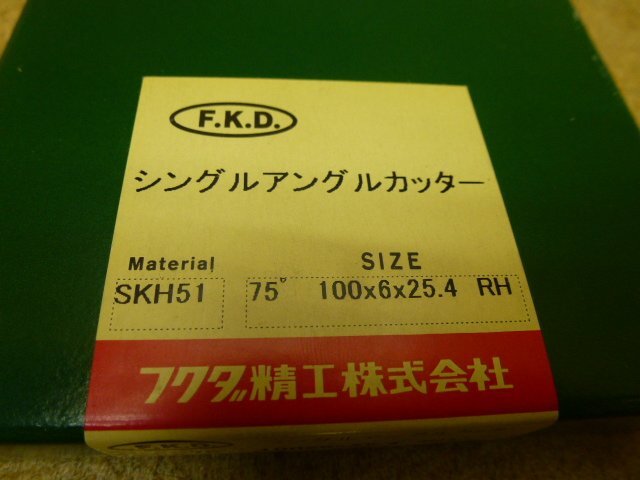 F.K.D.
シングルアングルカッター
Material SIZE
SKH51 75° 100x6x25.4 RH
フクダ精工株式会社
F.K.D.